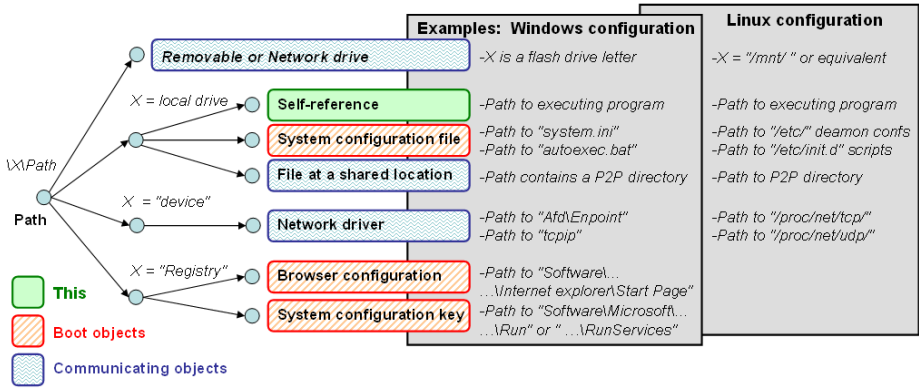 Examples: Windows configuration
Linux configuration
Removable or Network drive
-X is a flash drive letter
-X = "/mnt/ " or equivalent
X = local drive
Self-reference
-Path to executing program
-Path to executing program
System configuration file
-Path to "system.ini"
-Path to "autoexec.bat"
-Path to "/etc/" deamon confs
-Path to "/etc/init.d" scripts
\X\Path
File at a shared location
-Path contains a P2P directory
-Path to P2P directory
Path
X = "device"
Network driver
-Path to "Afd\Enpoint"
-Path to "tcpip"
-Path to "/proc/net/tcp/"
-Path to "/proc/net/udp/"
X = "Registry"
Browser configuration
-Path to "Software\...
...\Internet explorer\Start Page"
System configuration key
-Path to "Software\Microsoft\...
...\Run" or " ...\RunServices"
This
Boot objects
Communicating objects